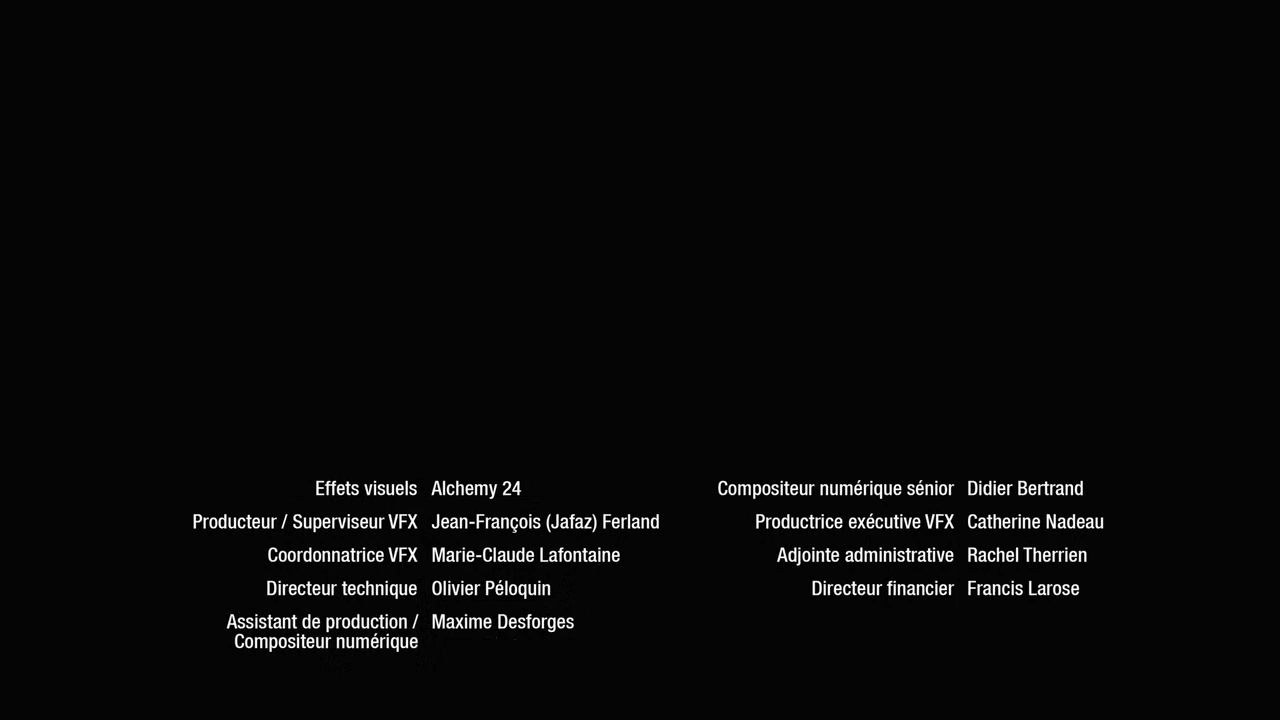 Effets visuels Alchemy 24
Producteur / Superviseur VFX Jean-François (Jafaz) Ferland
Coordonnatrice VFX Marie-Claude Lafontaine
Directeur technique Olivier Péloquin
Assistant de production / Maxime Desforges
Compositeur numérique
Compositeur numérique sénior Didier Bertrand
Productrice exécutive VFX Catherine Nadeau
Adjointe administrative Rachel Therrien
Directeur financier Francis Larose